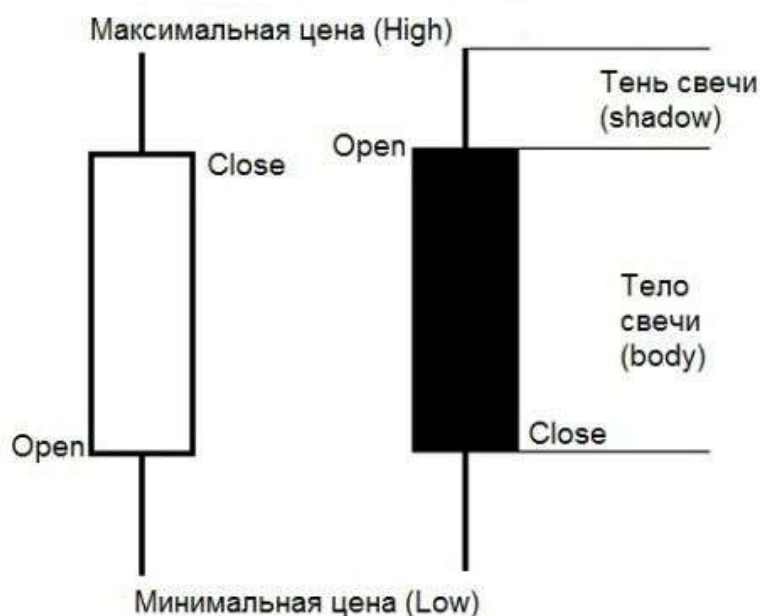 Максимальная цена (High)
Тень свечи
(shadow)
Open
Close
Тело
свечи
(body)
Open
Close
Минимальная цена (Low)